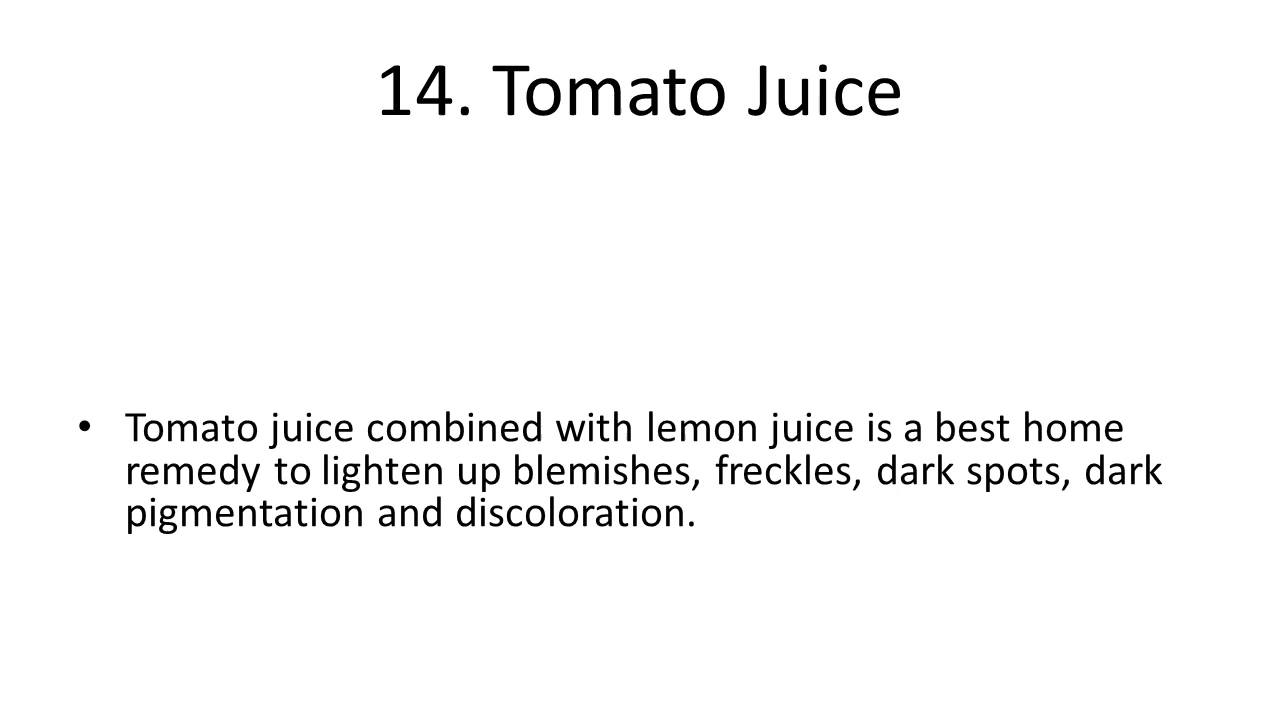 14. Tomato Juice
• Tomato juice combined with lemon juice is a best home
remedy to lighten up blemishes, freckles, dark spots, dark
pigmentation and discoloration.